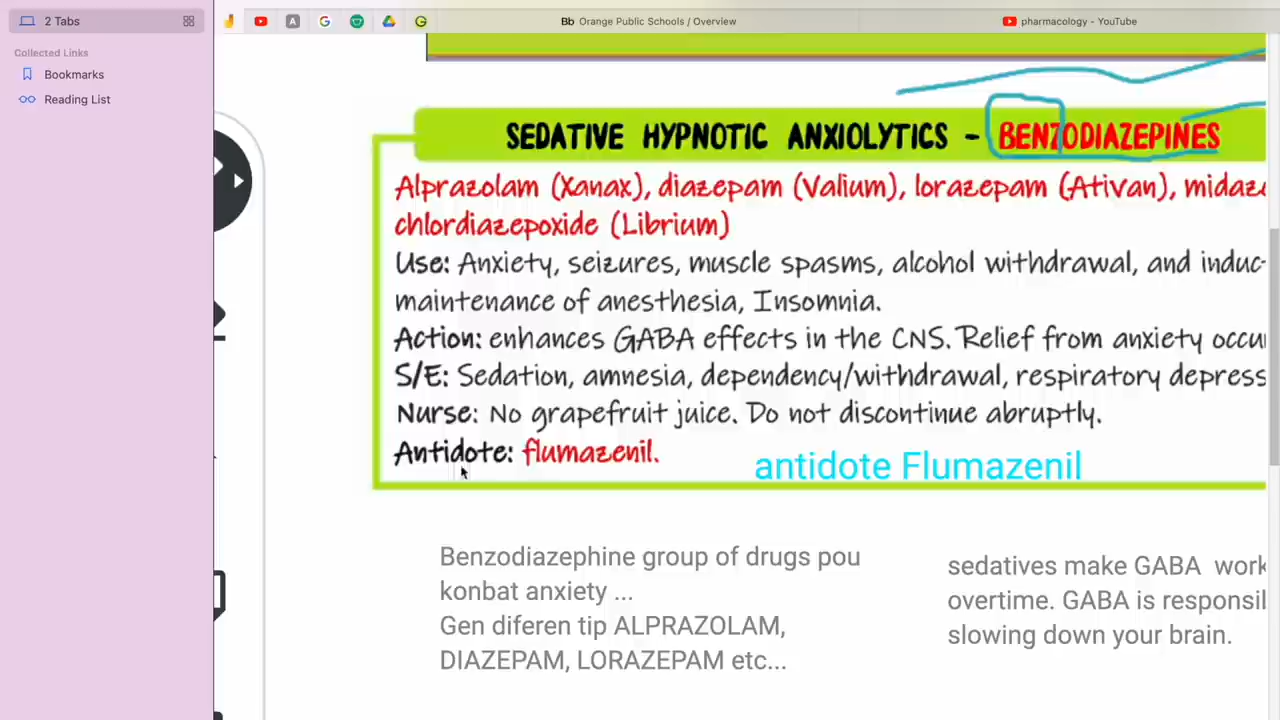 2 Tabs
Bb Orange Public Schools / Overview
pharmacology - YouTube
Collected Links
Bookmarks
Reading List
SEDATIVE HYPNOTIC ANXIOLYTICS - BENZODIAZEPINES
Alprazolam (Xanax), diazepam (Valium), lorazepam (Ativan),
chlordiazepoxide (Librium)
Use: Anxiety, seizures, muscle spasms, alcohol withdrawal, and
maintenance of anesthesia, Insomnia.
Action: enhances GABA effects in the CNS. Relief from anxiety
S/E: Sedation, amnesia, dependency/withdrawal, respiratory
Nurse: No grapefruit juice. Do not discontinue abruptly.
Antidote: flumazenil.
antidote Flumazenil
Benzodiazephine group of drugs pou
konbat anxiety ...
Gen diferen tip ALPRAZOLAM,
DIAZEPAM, LORAZEPAM etc...
sedatives make GABA work
overtime. GABA is
slowing down your brain.